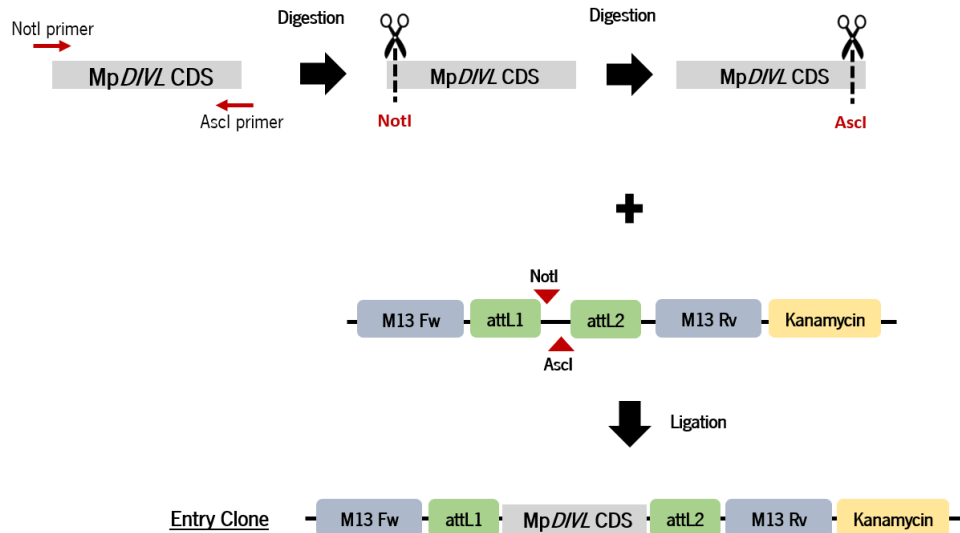 NotI primer
MpDIVL CDS
AscI primer
Digestion
MpDIVL CDS
NotI
Digestion
MpDIVL CDS
AscI
NotI
M13 Fw attL1 attL2 M13 Rv Kanamycin
AscI
Ligation
Entry Clone M13 Fw attL1 MpDIVL CDS attL2 M13 Rv Kanamycin